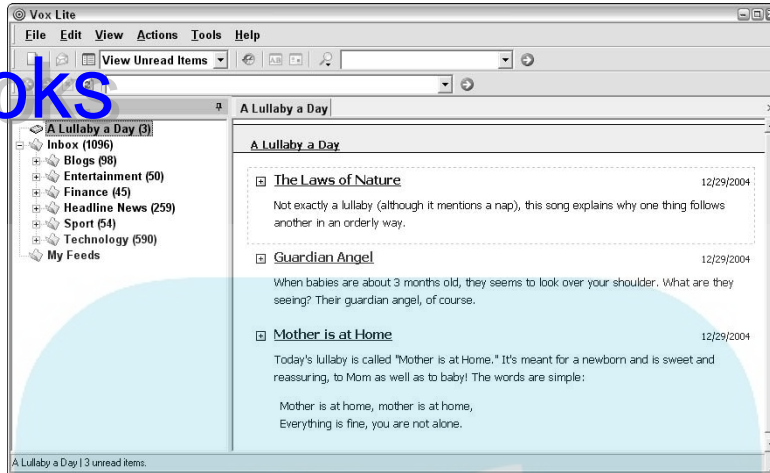 Vox Lite
File Edit View Actions Tools Help
View Unread Items
oks
A Lullaby a Day
A Lullaby a Day (3)
Inbox (1096)
Blogs (98)
Entertainment (50)
Finance (45)
Headline News (259)
Sport (54)
Technology (590)
My Feeds
A Lullaby a Day
The Laws of Nature 12/29/2004
Not exactly a lullaby (although it mentions a nap), this song explains why one thing follows
another in an orderly way.
Guardian Angel 12/29/2004
When babies are about 3 months old, they seems to look over your shoulder. What are they
seeing? Their guardian angel, of course.
Mother is at Home 12/29/2004
Today's lullaby is called "Mother is at Home." It's meant for a newborn and is sweet and
reassuring, to Mom as well as to baby! The words are simple:
Mother is at home, mother is at home,
Everything is fine, you are not alone.
A Lullaby a Day | 3 unread items.